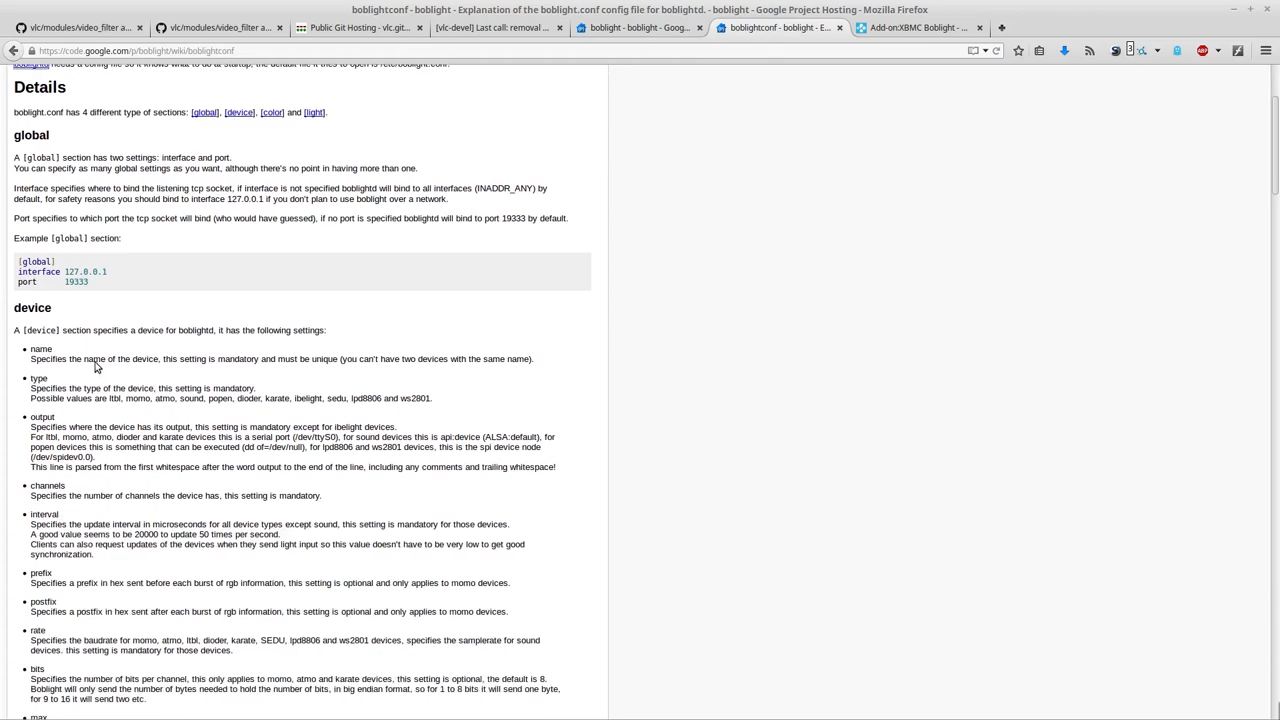 boblightconf - boblight - Explanation of the boblight.conf config file for boblightd. - boblight - Google Project Hosting - Mozilla Firefox
vlc/modules/video_filter a...
vlc/modules/video_filter a...
Public Git Hosting - vlc.git...
[vlc-devel] Last call: removal ...
boblight - boblight - Goog...
boblightconf - boblight - E...
Add-on:XBMC Boblight - ...
https://code.google.com/p/boblight/wiki/boblightconf
3
ABP
boblightd needs a config file so it knows what to do at startup, the default file it tries to open is /etc/boblight.conf.
Details
boblight.conf has 4 different type of sections: [global], [device], [color] and [light].
global
A [global] section has two settings: interface and port.
You can specify as many global settings as you want, although there's no point in having more than one.
Interface specifies where to bind the listening tcp socket, if interface is not specified boblightd will bind to all interfaces (INADDR_ANY) by
default, for safety reasons you should bind to interface 127.0.0.1 if you don't plan to use boblight over a network.
Port specifies to which port the tcp socket will bind (who would have guessed), if no port is specified boblightd will bind to port 19333 by default.
Example [global] section:
[global]
interface 127.0.0.1
port 19333
device
A [device] section specifies a device for boblightd, it has the following settings:
• name
Specifies the name of the device, this setting is mandatory and must be unique (you can't have two devices with the same name).
• type
Specifies the type of the device, this setting is mandatory.
Possible values are ltbl, momo, atmo, sound, popen, dioder, karate, ibelight, sedu, lpd8806 and ws2801.
• output
Specifies where the device has its output, this setting is mandatory except for ibelight devices.
For ltbl, momo, atmo, dioder and karate devices this is a serial port (/dev/ttyS0), for sound devices this is api:device (ALSA:default), for
popen devices this is something that can be executed (dd of=/dev/null), for lpd8806 and ws2801 devices, this is the spi device node
(/dev/spidev0.0).
This line is parsed from the first whitespace after the word output to the end of the line, including any comments and trailing whitespace!
• channels
Specifies the number of channels the device has, this setting is mandatory.
• interval
Specifies the update interval in microseconds for all device types except sound, this setting is mandatory for those devices.
A good value seems to be 20000 to update 50 times per second.
Clients can also request updates of the devices when they send light input so this value doesn't have to be very low to get good
synchronization.
• prefix
Specifies a prefix in hex sent before each burst of rgb information, this setting is optional and only applies to momo devices.
• postfix
Specifies a postfix in hex sent after each burst of rgb information, this setting is optional and only applies to momo devices.
• rate
Specifies the baudrate for momo, atmo, ltbl, dioder, karate, SEDU, lpd8806 and ws2801 devices, specifies the samplerate for sound
devices. this setting is mandatory for those devices.
• bits
Specifies the number of bits per channel, this only applies to momo, atmo and karate devices, this setting is optional, the default is 8.
Boblight will only send the number of bytes needed to hold the number of bits, in big endian format, so for 1 to 8 bits it will send one byte,
for 9 to 16 it will send two etc.
• max